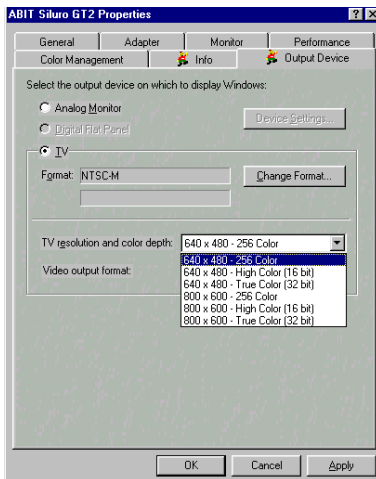 ABIT Siluro GT2 Properties
General Adapter Monitor Performance
Color Management Info Output Device
Select the output device on which to display Windows:
Analog Monitor
Digital Flat Panel
Device Settings...
TV
Format: NTSC-M
Change Format...
TV resolution and color depth: 640 x 480 - 256 Color
Video output format:
640 x 480 - 256 Color
640 x 480 - High Color (16 bit)
640 x 480 - True Color (32 bit)
800 x 600 - 256 Color
800 x 600 - High Color (16 bit)
800 x 600 - True Color (32 bit)
OK Cancel Apply